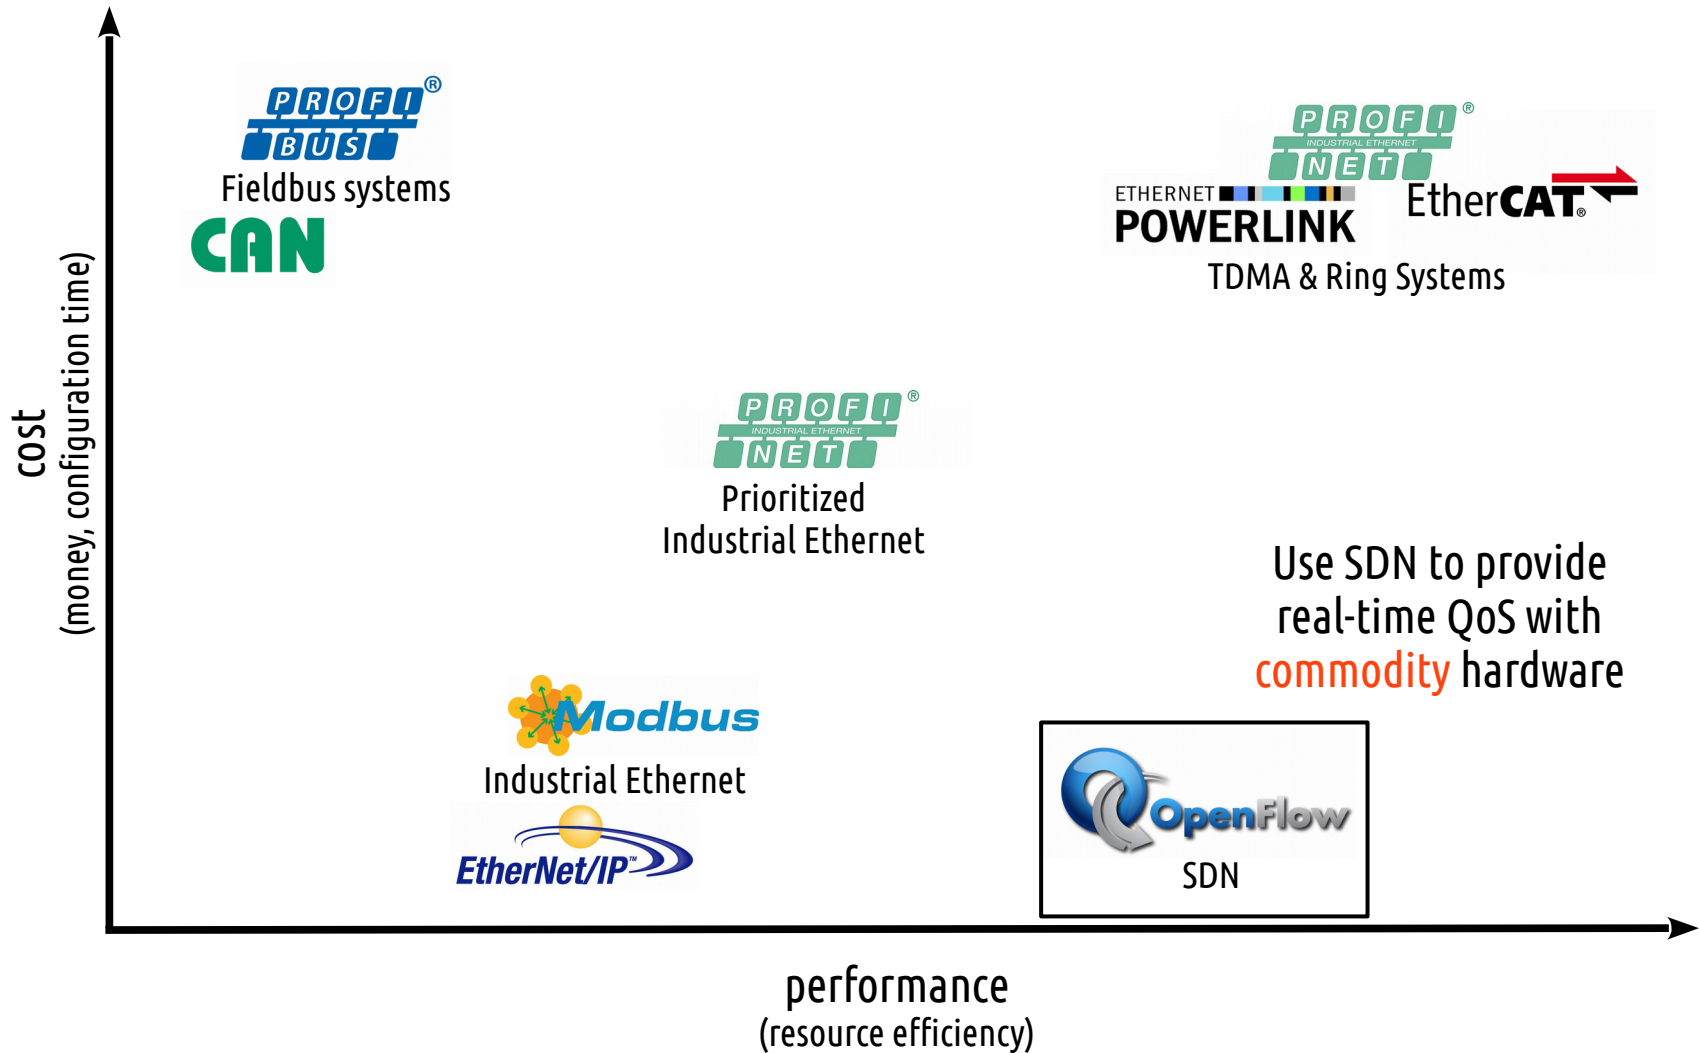 cost
(money, configuration time)
PROFI®
BUS
Fieldbus systems
CAN
PROFI®
INDUSTRIAL ETHERNET
NET
ETHERNET
POWERLINK
EtherCAT®
TDMA & Ring Systems
PROFI®
INDUSTRIAL ETHERNET
NET
Prioritized
Industrial Ethernet
Use SDN to provide
real-time QoS with
commodity hardware
Modbus
Industrial Ethernet
EtherNet/IP™
OpenFlow
SDN
performance
(resource efficiency)